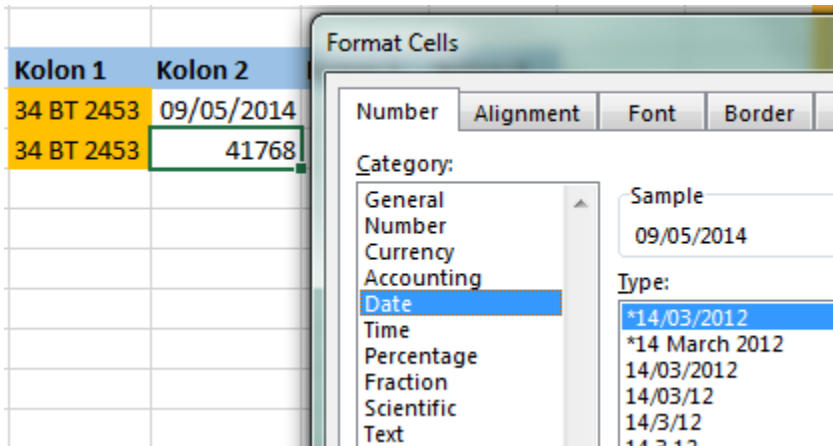 Format Cells
Kolon 1 Kolon 2
34 BT 2453 09/05/2014
34 BT 2453 41768
Number Alignment Font Border
Category:
General
Number
Currency
Accounting
Date
Time
Percentage
Fraction
Scientific
Text
Sample
09/05/2014
Type:
*14/03/2012
*14 March 2012
14/03/2012
14/03/12
14/3/12